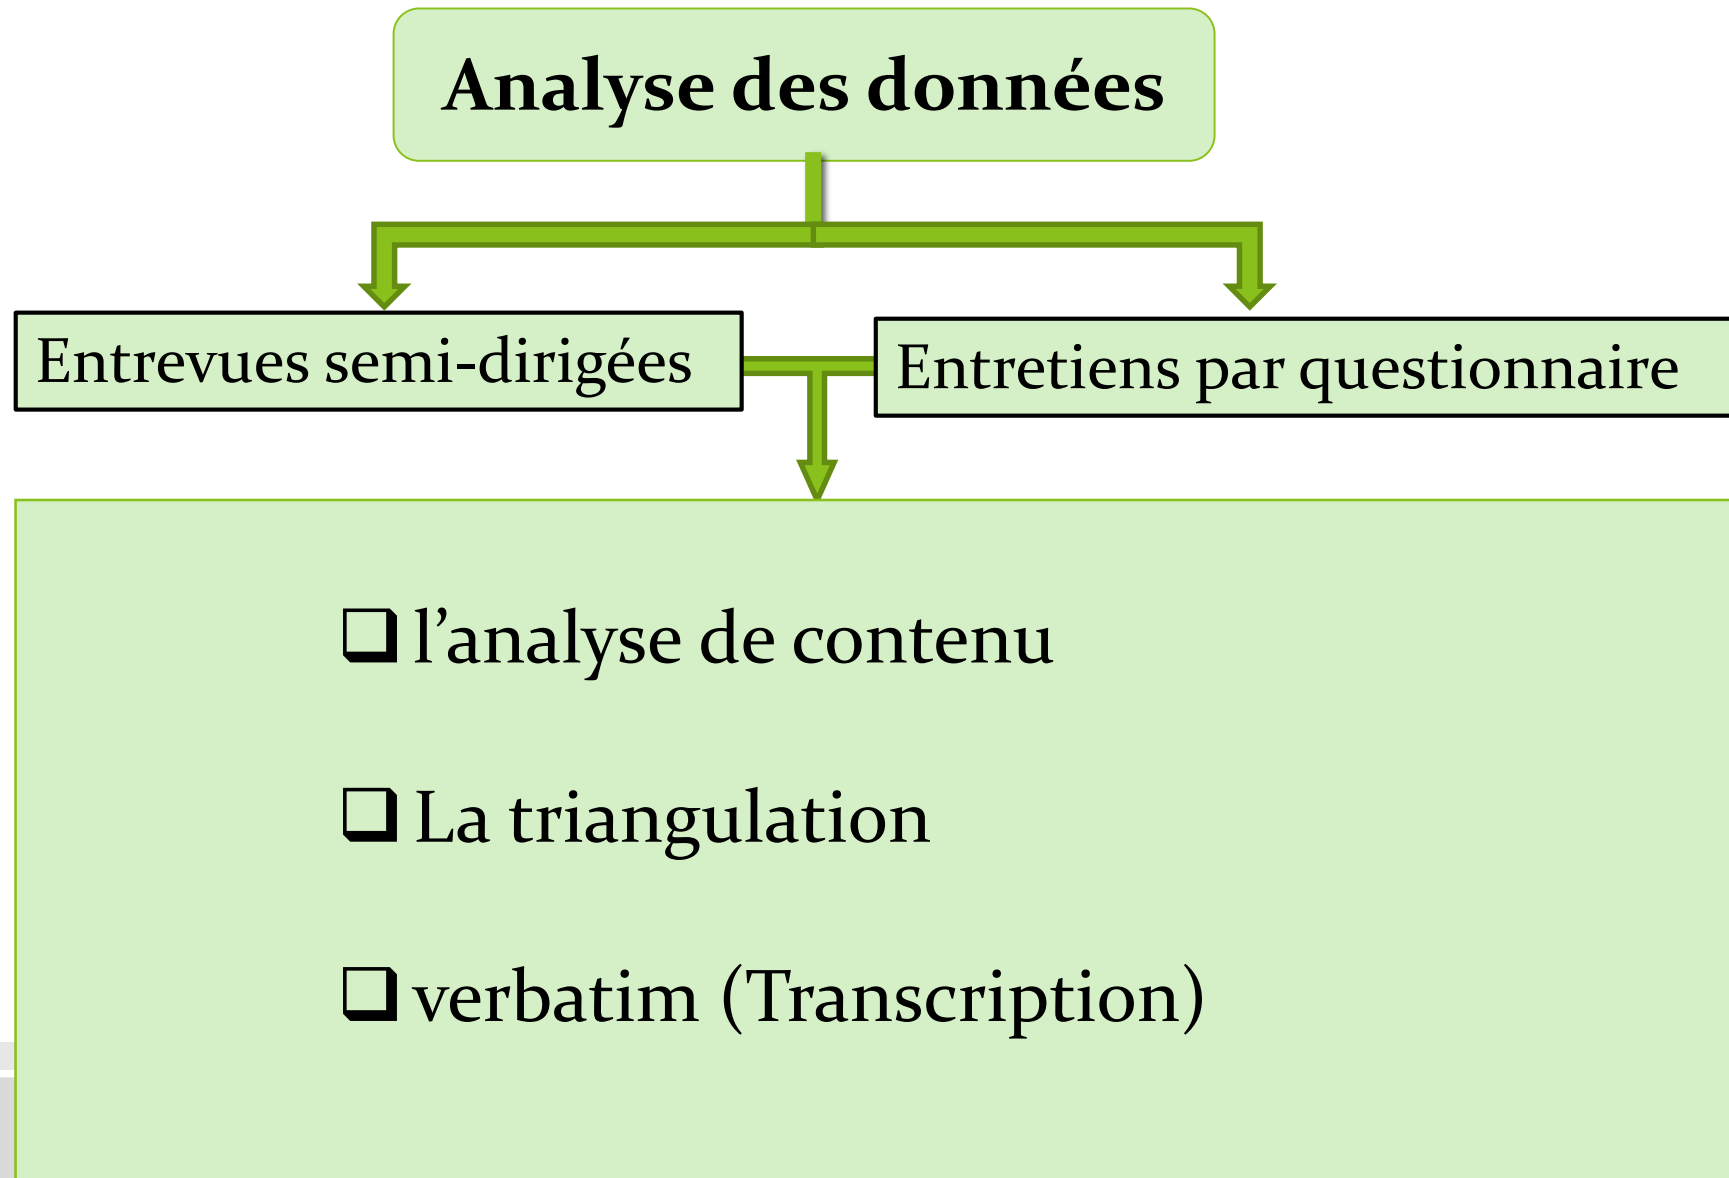 Analyse des données
Entrevues semi-dirigées
Entretiens par questionnaire
l’analyse de contenu
La triangulation
verbatim (Transcription)